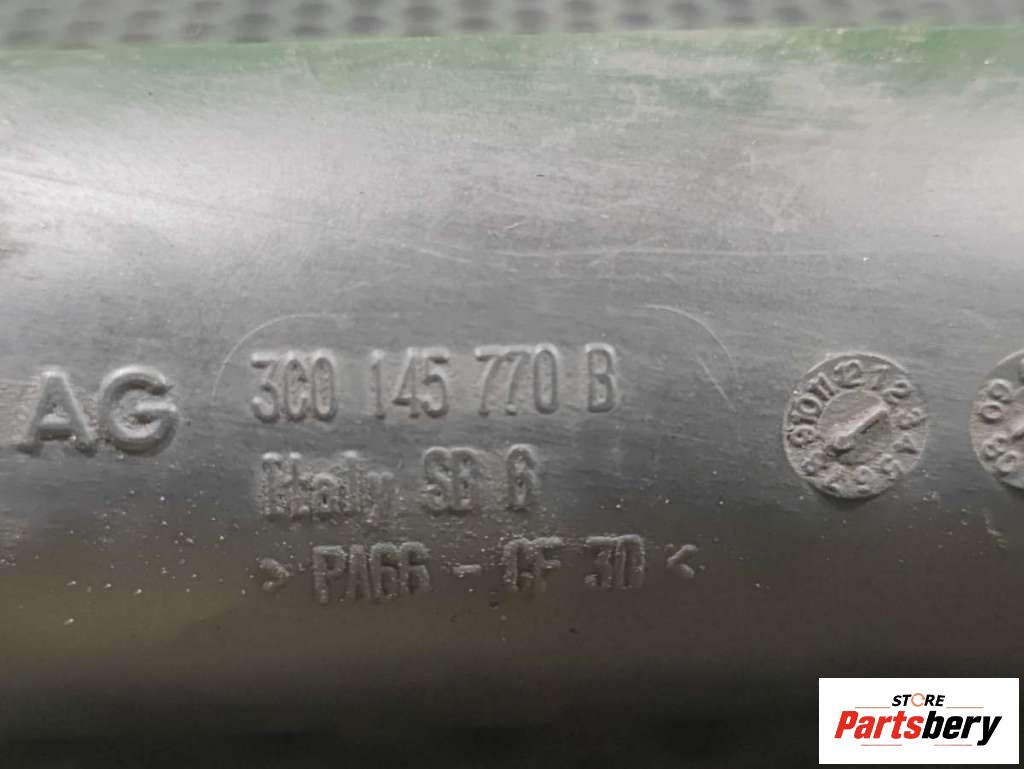 AG
3C0 145 770 B
Italy SB 6
> PA66 - GF 30 <
STORE
Partsbery